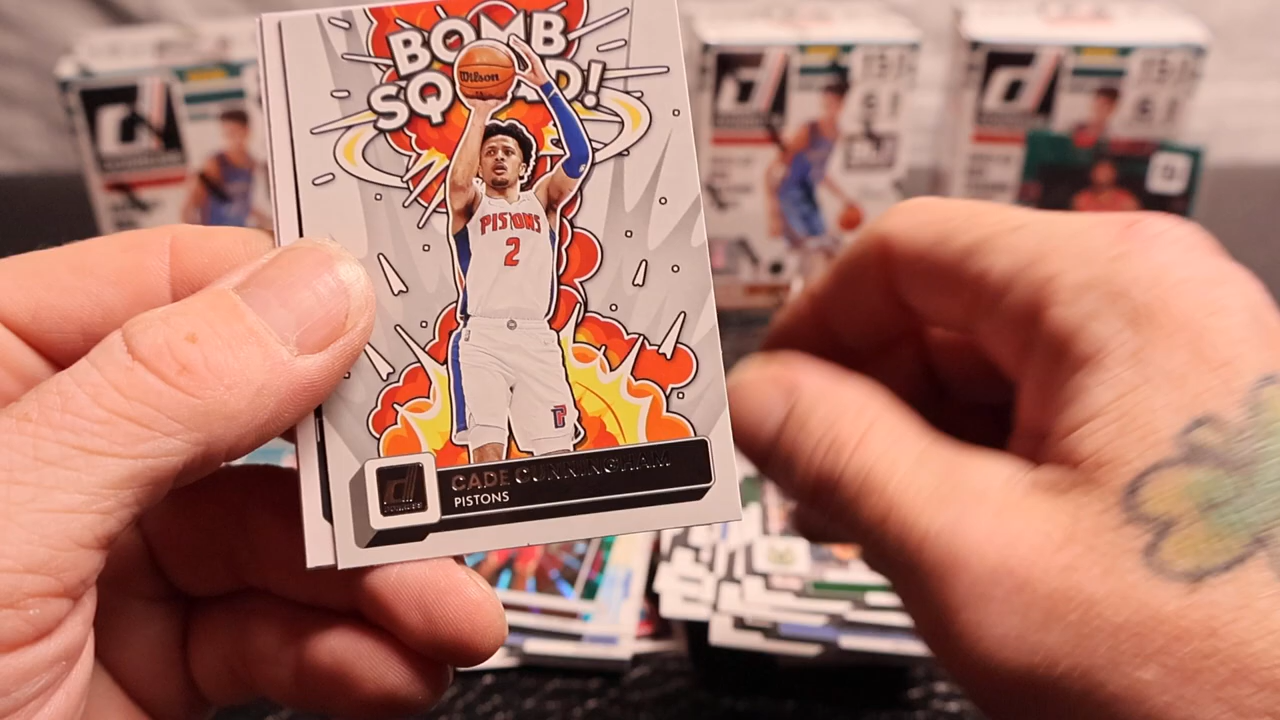 BOMB
SQUAD!
Wilson
PISTONS
2
CADE CUNNINGHAM
PISTONS
DONRUSS